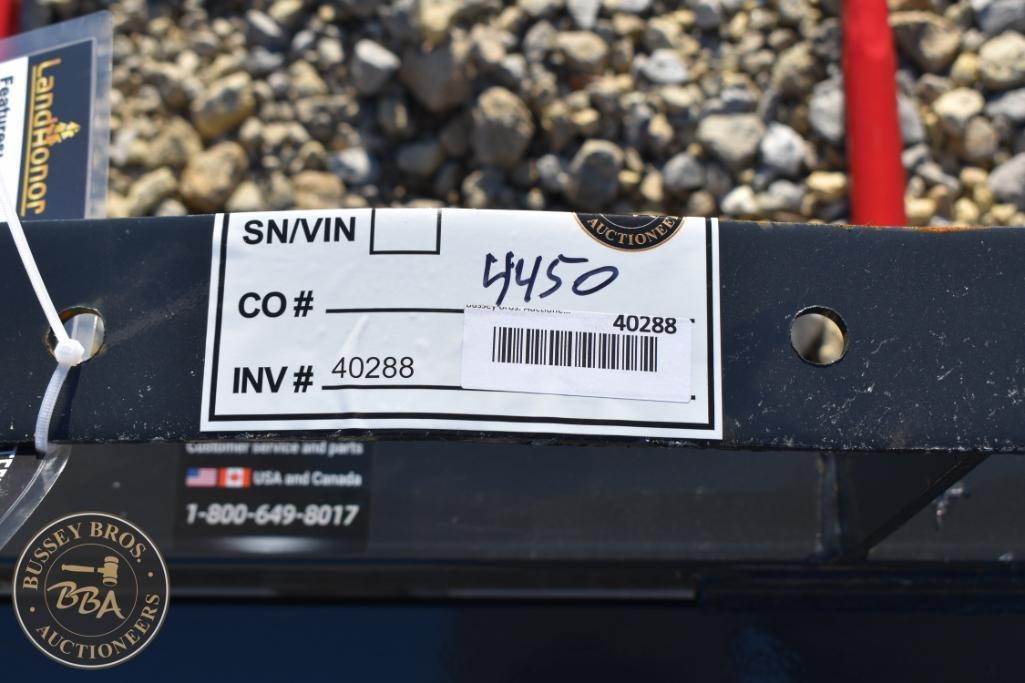 LandHonor
Features:
SN/VIN
AUCTIONEE
4450
CO #
40288
INV # 40288
Customer service and parts
USA and Canada
1-800-649-8017
BUSSEY BROS.
BBA
AUCTIONEERS